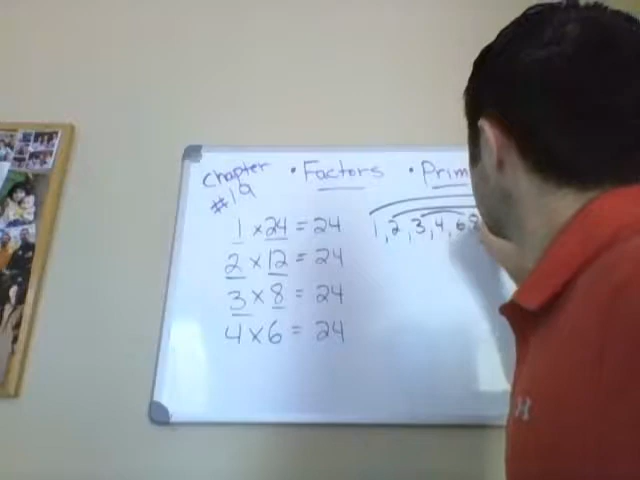 Chapter
#19
• Factors • Prim
1 × 24 = 24
2 × 12 = 24
3 × 8 = 24
4 × 6 = 24
1, 2, 3, 4, 6, 8